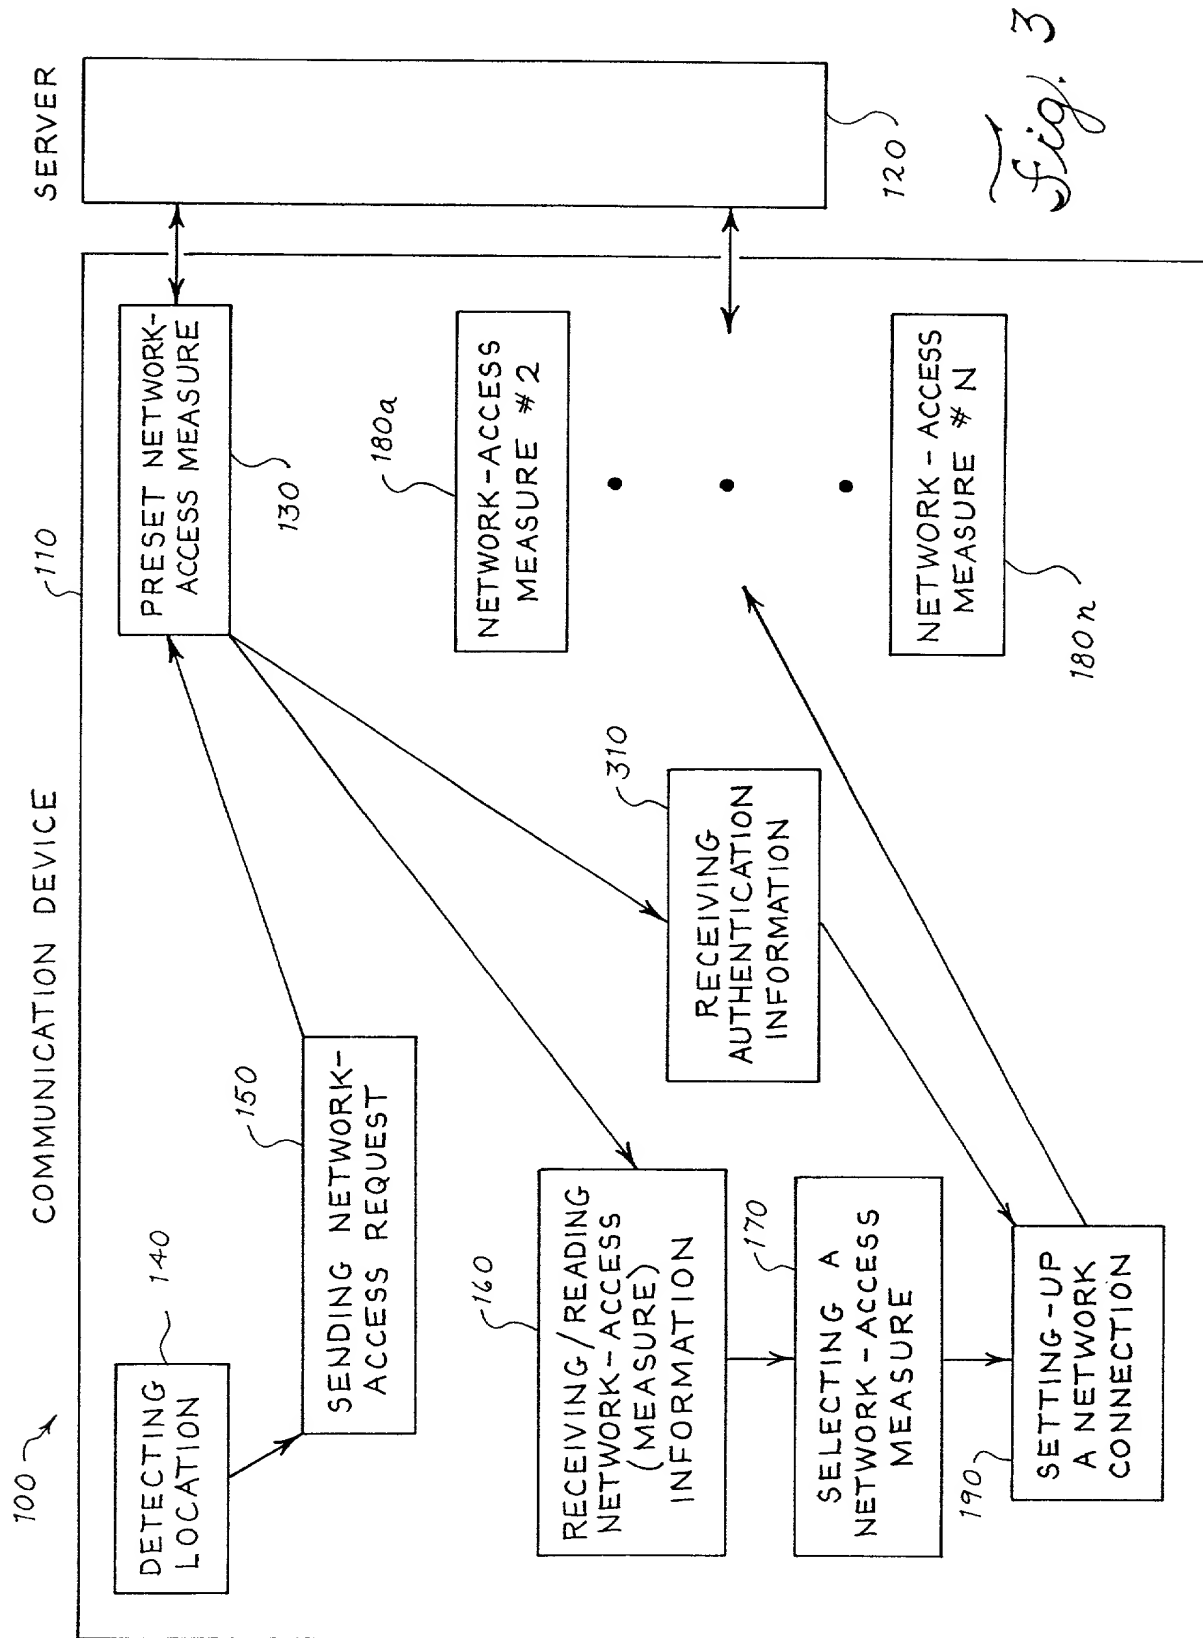 100
COMMUNICATION DEVICE
110
SERVER
DETECTING
LOCATION
140
SENDING NETWORK-
ACCESS REQUEST
150
PRESET NETWORK-
ACCESS MEASURE
130
RECEIVING/READING
NETWORK-ACCESS
(MEASURE)
INFORMATION
160
RECEIVING
AUTHENTICATION
INFORMATION
310
NETWORK-ACCESS
MEASURE #2
180a
SELECTING A
NETWORK-ACCESS
MEASURE
170
SETTING-UP
A NETWORK
CONNECTION
190
NETWORK-ACCESS
MEASURE #N
180n
120
Fig. 3